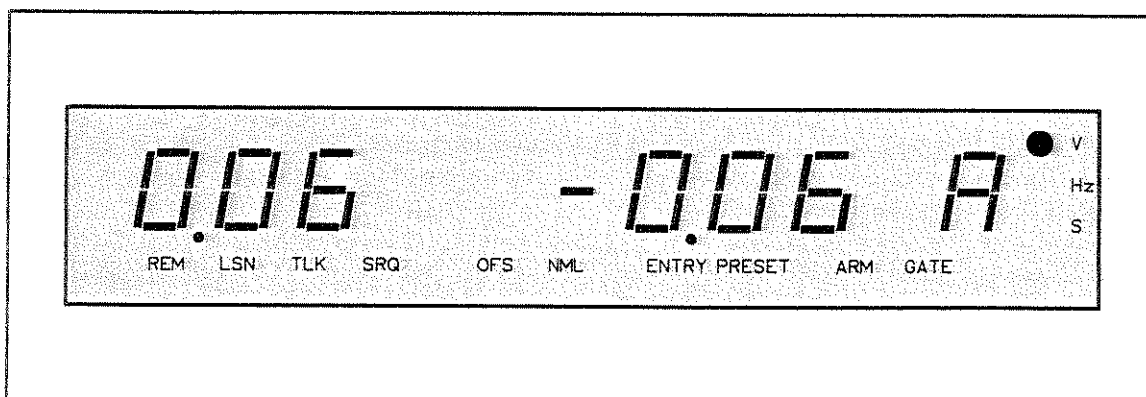 V
0.06 -0.06 A
Hz
S
REM LSN TLK SRQ OFS NML ENTRY PRESET ARM GATE